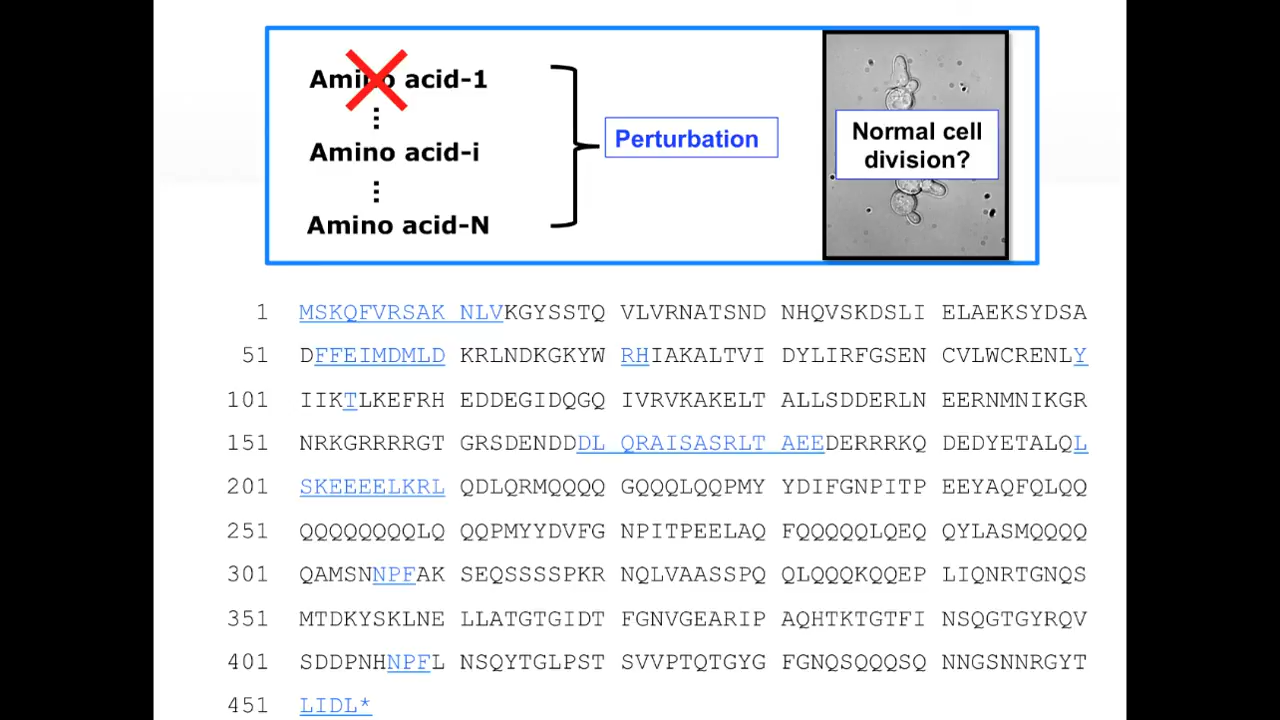 Amino acid-1
⋮
Amino acid-i
⋮
Amino acid-N
Perturbation
Normal cell
division?
1 MSKQFVRSAK NLVKGYSSTQ VLVRNATSND NHQVSKDSLI ELAEKSYDSA
51 DFFEIMDMLD KRLNDKGKYW RHIAKALTVI DYLIRFGSEN CVLWCRENLY
101 IIKTLKEFRH EDDEGIDQGQ IVRVKAKELT ALLSDDERLN EERNMNIKGR
151 NRKGRRRRGT GRSDENDDDL QRAISASRLT AEEDERRRKQ DEDYETALQL
201 SKEEEELKRL QDLQRMQQQQ GQQQLQQPMY YDIFGNPITP EEYAQFQLQQ
251 QQQQQQQQLQ QQPMYYDVFG NPITPEELAQ FQQQQQLQEQ QYLASMQQQQ
301 QAMSNNPFAK SEQSSSSPKR NQLVAASSPQ QLQQQKQQEP LIQNRTGNQS
351 MTDKYSKLNE LLATGTGIDT FGNVGEARIP AQHTKTGTFI NSQGTGYRQV
401 SDDPNHNPFL NSQYTGLPST SVVPTQTGYG FGNQSQQQSQ NNGSNNRGYT
451 LIDL*